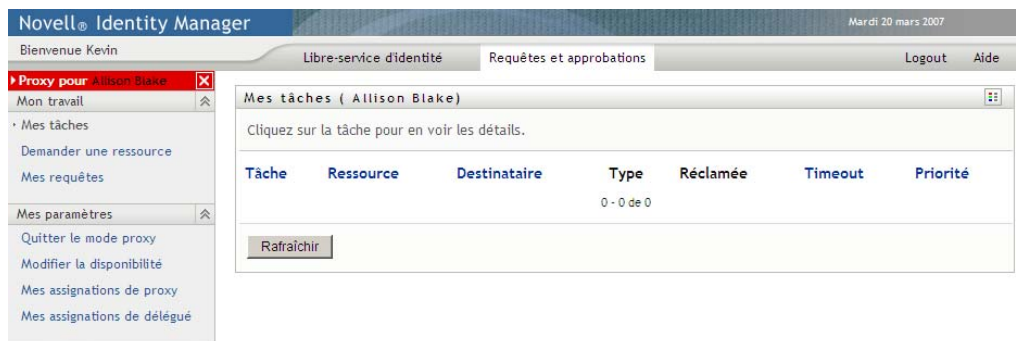 Novell® Identity Manager
Mardi 20 mars 2007
Bienvenue Kevin
Libre-service d'identité
Requêtes et approbations
Logout
Aide
Proxy pour Allison Blake
Mon travail
Mes tâches
Demander une ressource
Mes requêtes
Mes paramètres
Quitter le mode proxy
Modifier la disponibilité
Mes assignations de proxy
Mes assignations de délégué
Mes tâches ( Allison Blake)
Cliquez sur la tâche pour en voir les détails.
Tâche Ressource Destinataire Type Réclamée Timeout Priorité
0 - 0 de 0
Rafraîchir